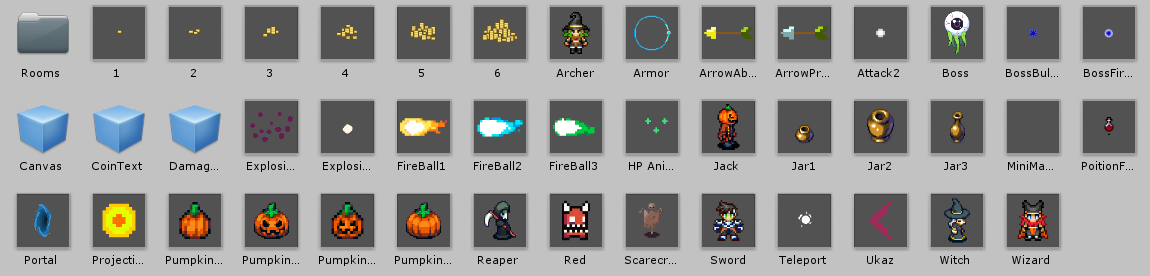 Rooms 1 2 3 4 5 6 Archer Armor ArrowAb... ArrowPr... Attack2 Boss BossBul... BossFir...
Canvas CoinText Damag... Explosi... Explosi... FireBall1 FireBall2 FireBall3 HP Ani... Jack Jar1 Jar2 Jar3 MiniMa... PoitionF...
Portal Projecti... Pumpkin... Pumpkin... Pumpkin... Pumpkin... Reaper Red Scarecr... Sword Teleport Ukaz Witch Wizard